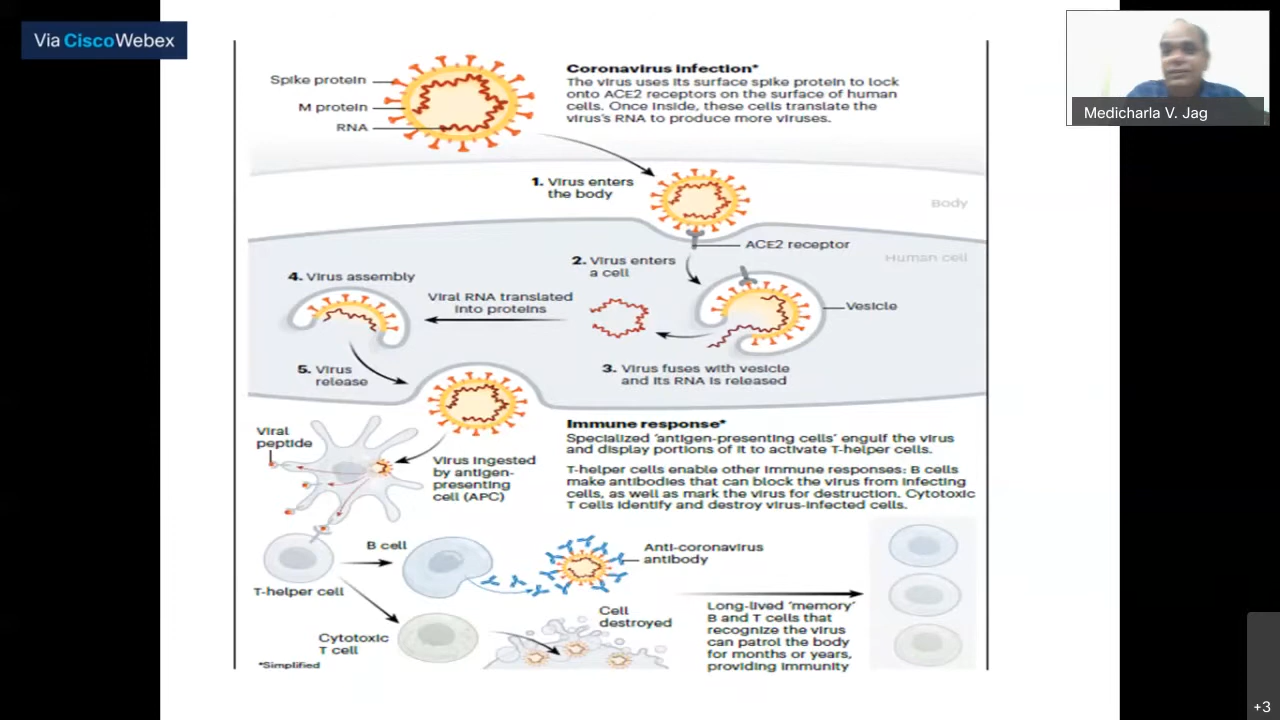 Via CiscoWebex
Medicharla V. Jag
Spike protein
M protein
RNA
Coronavirus infection*
The virus uses its surface spike protein to lock
onto ACE2 receptors on the surface of human
cells. Once inside, these cells translate the
virus's RNA to produce more viruses.
1. Virus enters
the body
Body
ACE2 receptor
Human cell
2. Virus enters
a cell
4. Virus assembly
Viral RNA translated
into proteins
Vesicle
3. Virus fuses with vesicle
and its RNA is released
5. Virus
release
Immune response*
Specialized 'antigen-presenting cells' engulf the virus
and display portions of it to activate T-helper cells.
T-helper cells enable other immune responses: B cells
make antibodies that can block the virus from infecting
cells, as well as mark the virus for destruction. Cytotoxic
T cells identify and destroy virus-infected cells.
Viral
peptide
Virus ingested
by antigen-
presenting
cell (APC)
B cell
Anti-coronavirus
antibody
T-helper cell
Cell
destroyed
Cytotoxic
T cell
Long-lived 'memory'
B and T cells that
recognize the virus
can patrol the body
for months or years,
providing immunity
*Simplified
+3